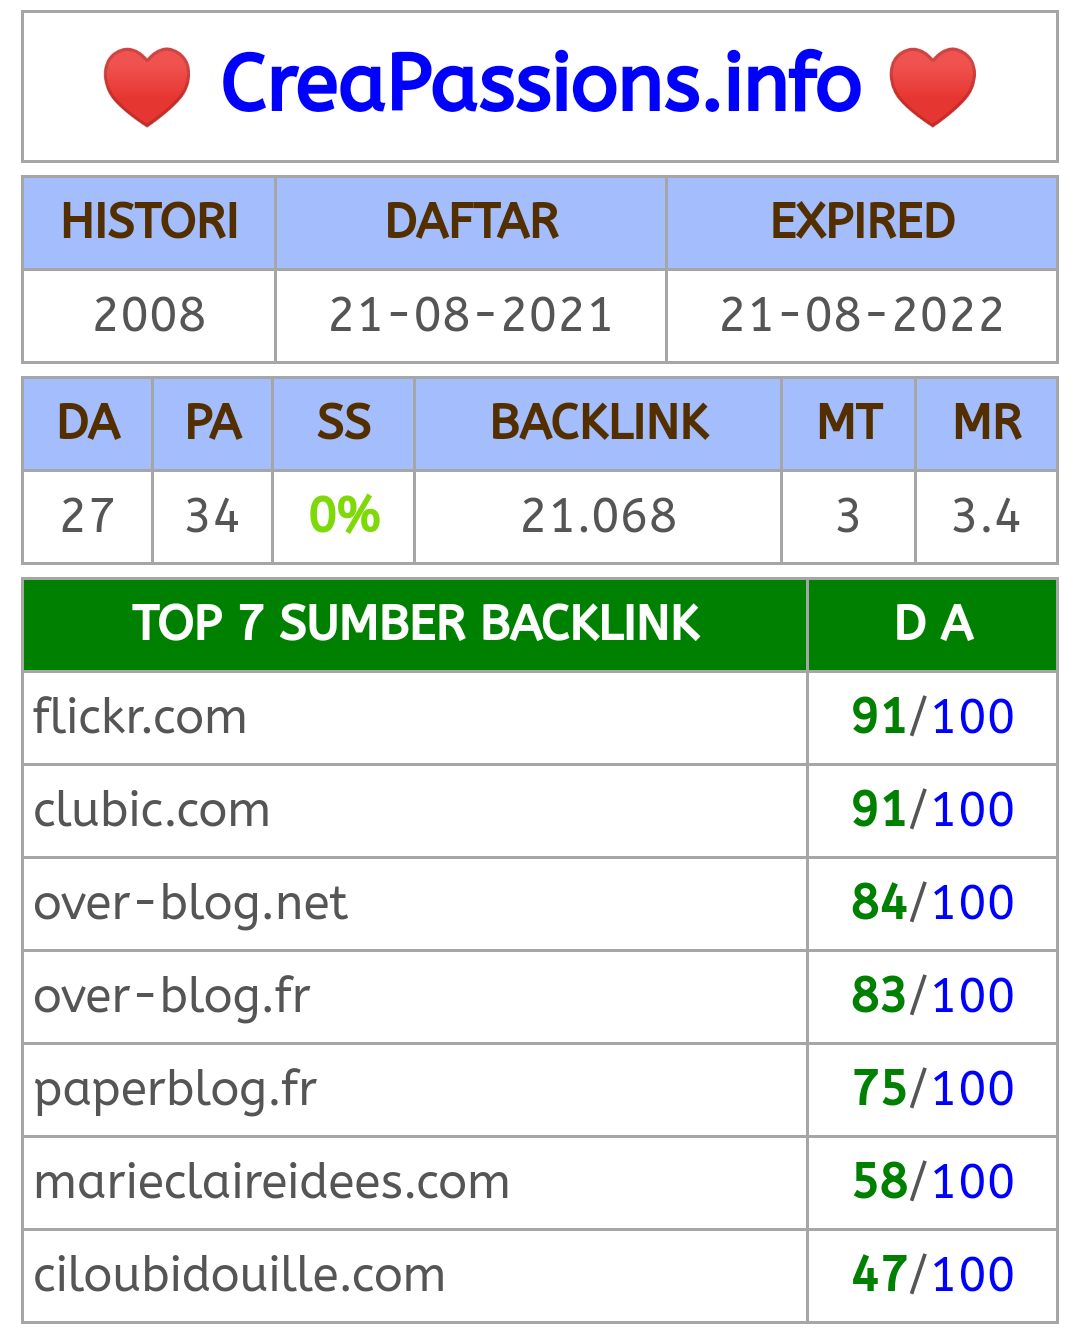 CreaPassions.info
HISTORI DAFTAR EXPIRED
2008 21-08-2021 21-08-2022
DA PA SS BACKLINK MT MR
27 34 0% 21.068 3 3.4
TOP 7 SUMBER BACKLINK D A
flickr.com 91/100
clubic.com 91/100
over-blog.net 84/100
over-blog.fr 83/100
paperblog.fr 75/100
marieclaireidees.com 58/100
ciloubidouille.com 47/100